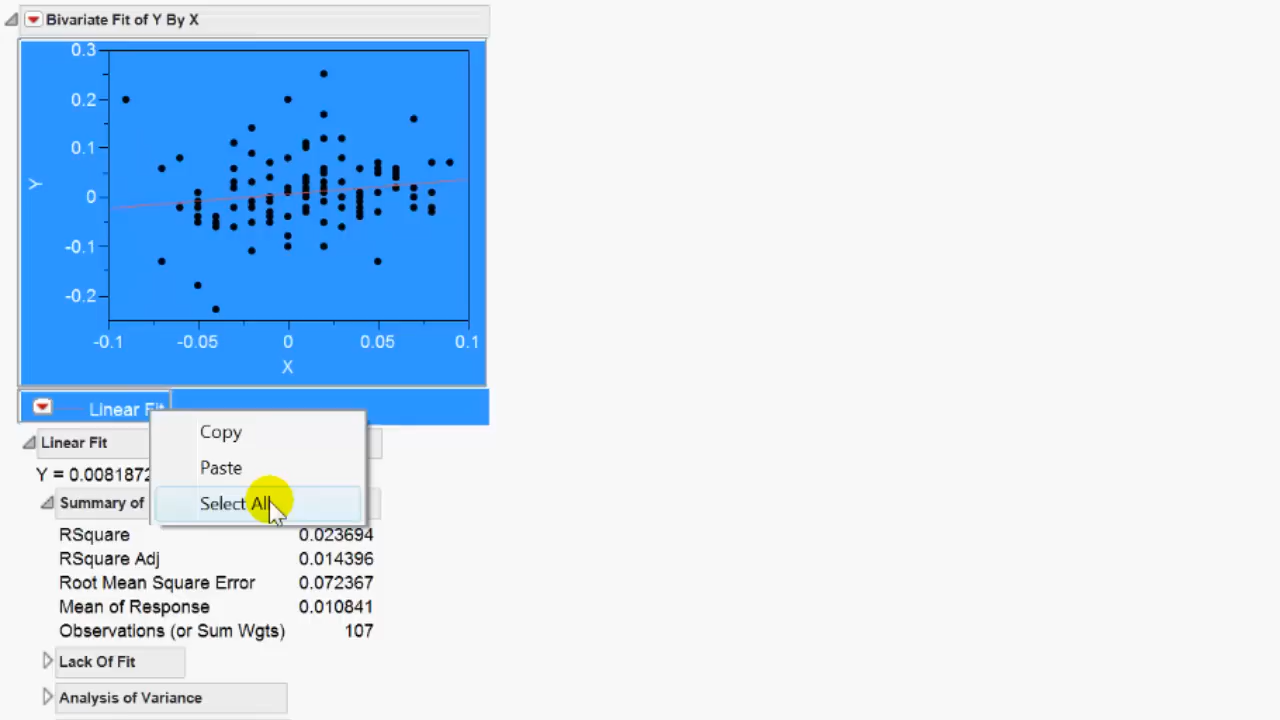 Bivariate Fit of Y By X
0.3
0.2
0.1
0
-0.1
-0.2
Y
-0.1 -0.05 0 0.05 0.1
X
Linear Fit
Copy
Paste
Select All
Linear Fit
Y = 0.0081872
Summary of
RSquare 0.023694
RSquare Adj 0.014396
Root Mean Square Error 0.072367
Mean of Response 0.010841
Observations (or Sum Wgts) 107
Lack Of Fit
Analysis of Variance